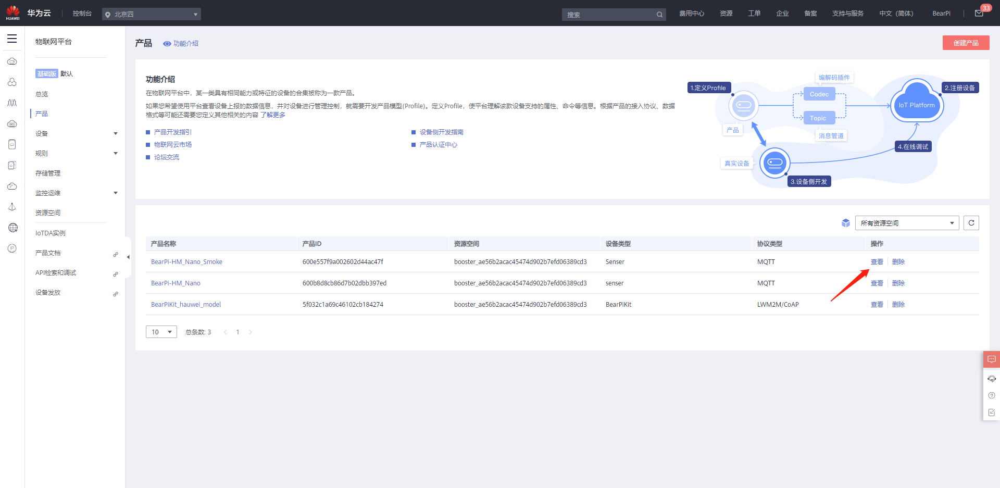 HUAWEI
华为云
控制台
北京四
搜索
费用中心
资源
工单
企业
备案
支持与服务
中文（简体）
BearPi
33
物联网平台
基础版 默认
总览
产品
设备
规则
存储管理
监控运维
资源空间
IoTDA实例
产品文档
API检索和调试
设备发放
产品
功能介绍
创建产品
功能介绍
在物联网平台中，某一类具有相同能力或特征的设备的合集被称为一款产品。
如果您希望使用平台查看设备上报的数据信息，并对设备进行管理控制，就需要开发产品模型(Profile)。定义Profile，使平台理解该款设备支持的属性、命令等信息。根据产品的接入协议、数据
格式等可能还需要您定义其他相关的内容 了解更多
产品开发指引
设备侧开发指南
物联网云市场
产品认证中心
论坛交流
1.定义Profile
编解码插件
Codec
2.注册设备
IoT Platform
Topic
产品
消息管道
4.在线调试
真实设备
3.设备侧开发
所有资源空间
产品名称 产品ID 资源空间 设备类型 协议类型 操作
BearPi-HM_Nano_Smoke 600e557f9a002602d44ac47f booster_ae56b2acac45474d902b7efd06389cd3 Senser MQTT 查看 删除
BearPi-HM_Nano 600b8d8cb86d7b02dbb397ed booster_ae56b2acac45474d902b7efd06389cd3 senser MQTT 查看 删除
BearPiKit_hauwei_model 5f032c1a69c46102cb184274 booster_ae56b2acac45474d902b7efd06389cd3 BearPiKit LWM2M/CoAP 查看 删除
10 总条数: 3 < 1 >
IP